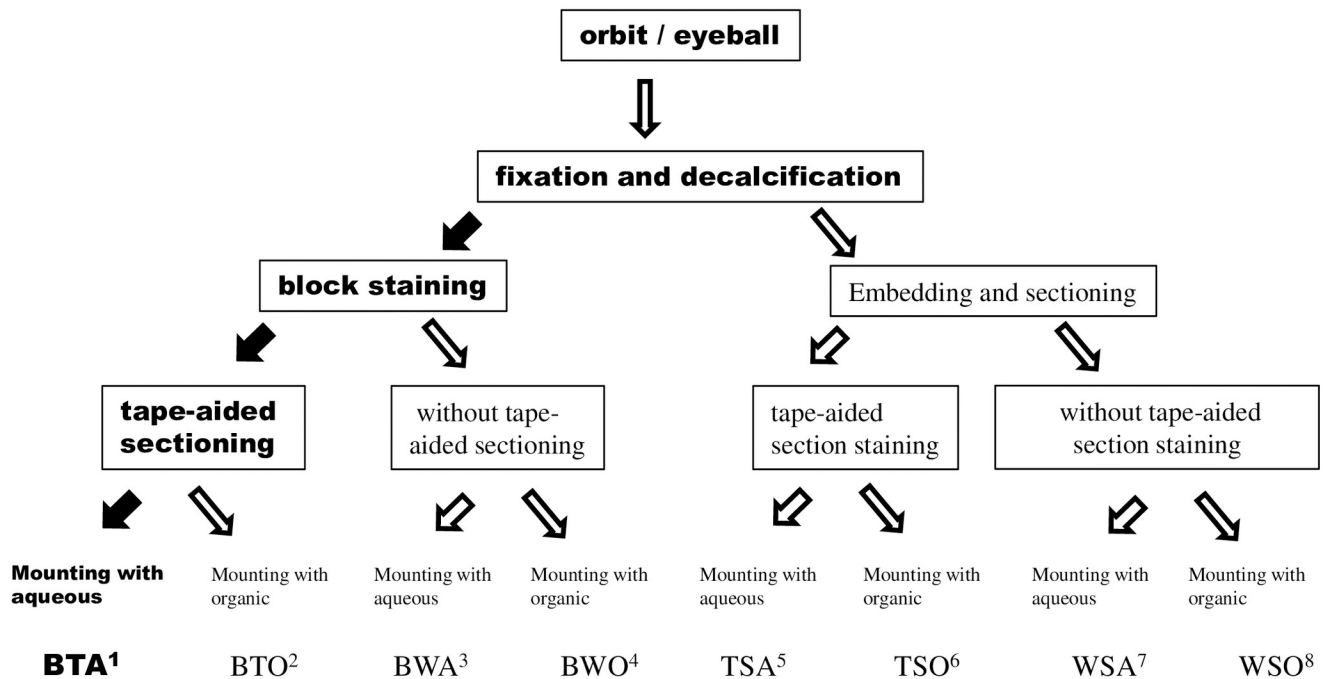 orbit / eyeball
fixation and decalcification
block staining
Embedding and sectioning
tape-aided
sectioning
without tape-
aided sectioning
tape-aided
section staining
without tape-aided
section staining
Mounting with
aqueous
Mounting with
organic
Mounting with
aqueous
Mounting with
organic
Mounting with
aqueous
Mounting with
organic
Mounting with
aqueous
Mounting with
organic
BTA¹ BTO² BWA³ BWO⁴ TSA⁵ TSO⁶ WSA⁷ WSO⁸